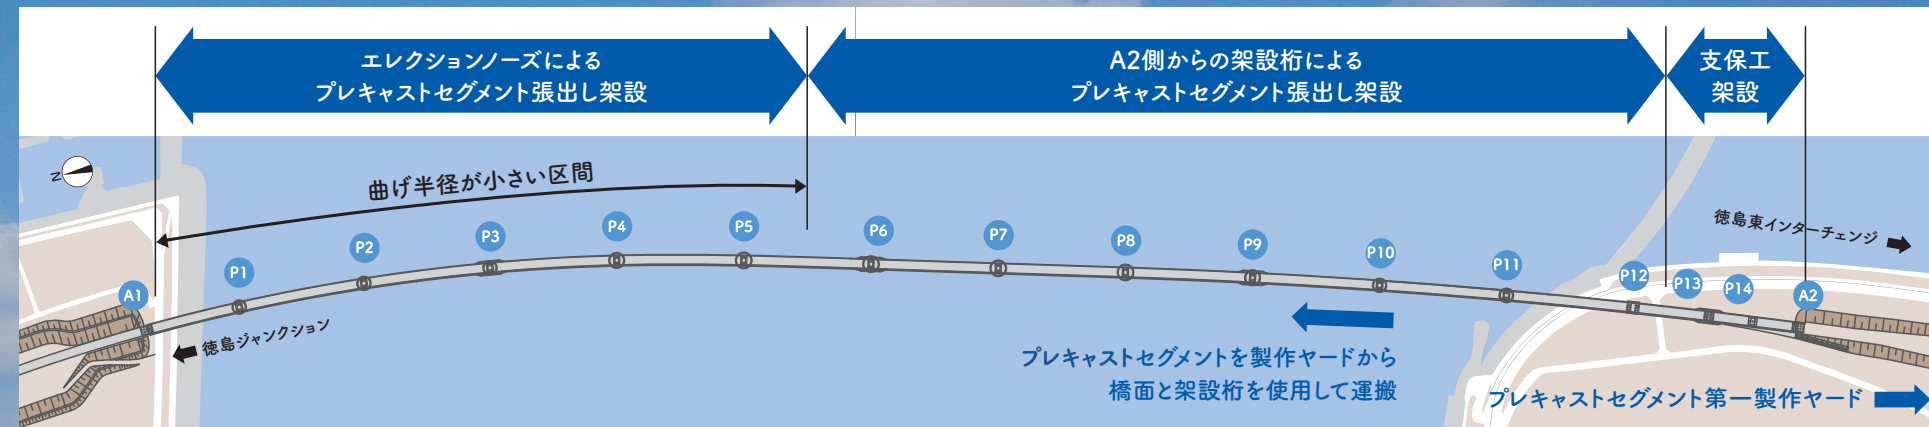 エレクションノーズによる
プレキャストセグメント張出し架設
A2側からの架設桁による
プレキャストセグメント張出し架設
支保工
架設
N
曲げ半径が小さい区間
徳島東インターチェンジ
A1
P1
P2
P3
P4
P5
P6
P7
P8
P9
P10
P11
P12
P13
P14
A2
徳島ジャンクション
プレキャストセグメントを製作ヤードから
橋面と架設桁を使用して運搬
プレキャストセグメント第一製作ヤード